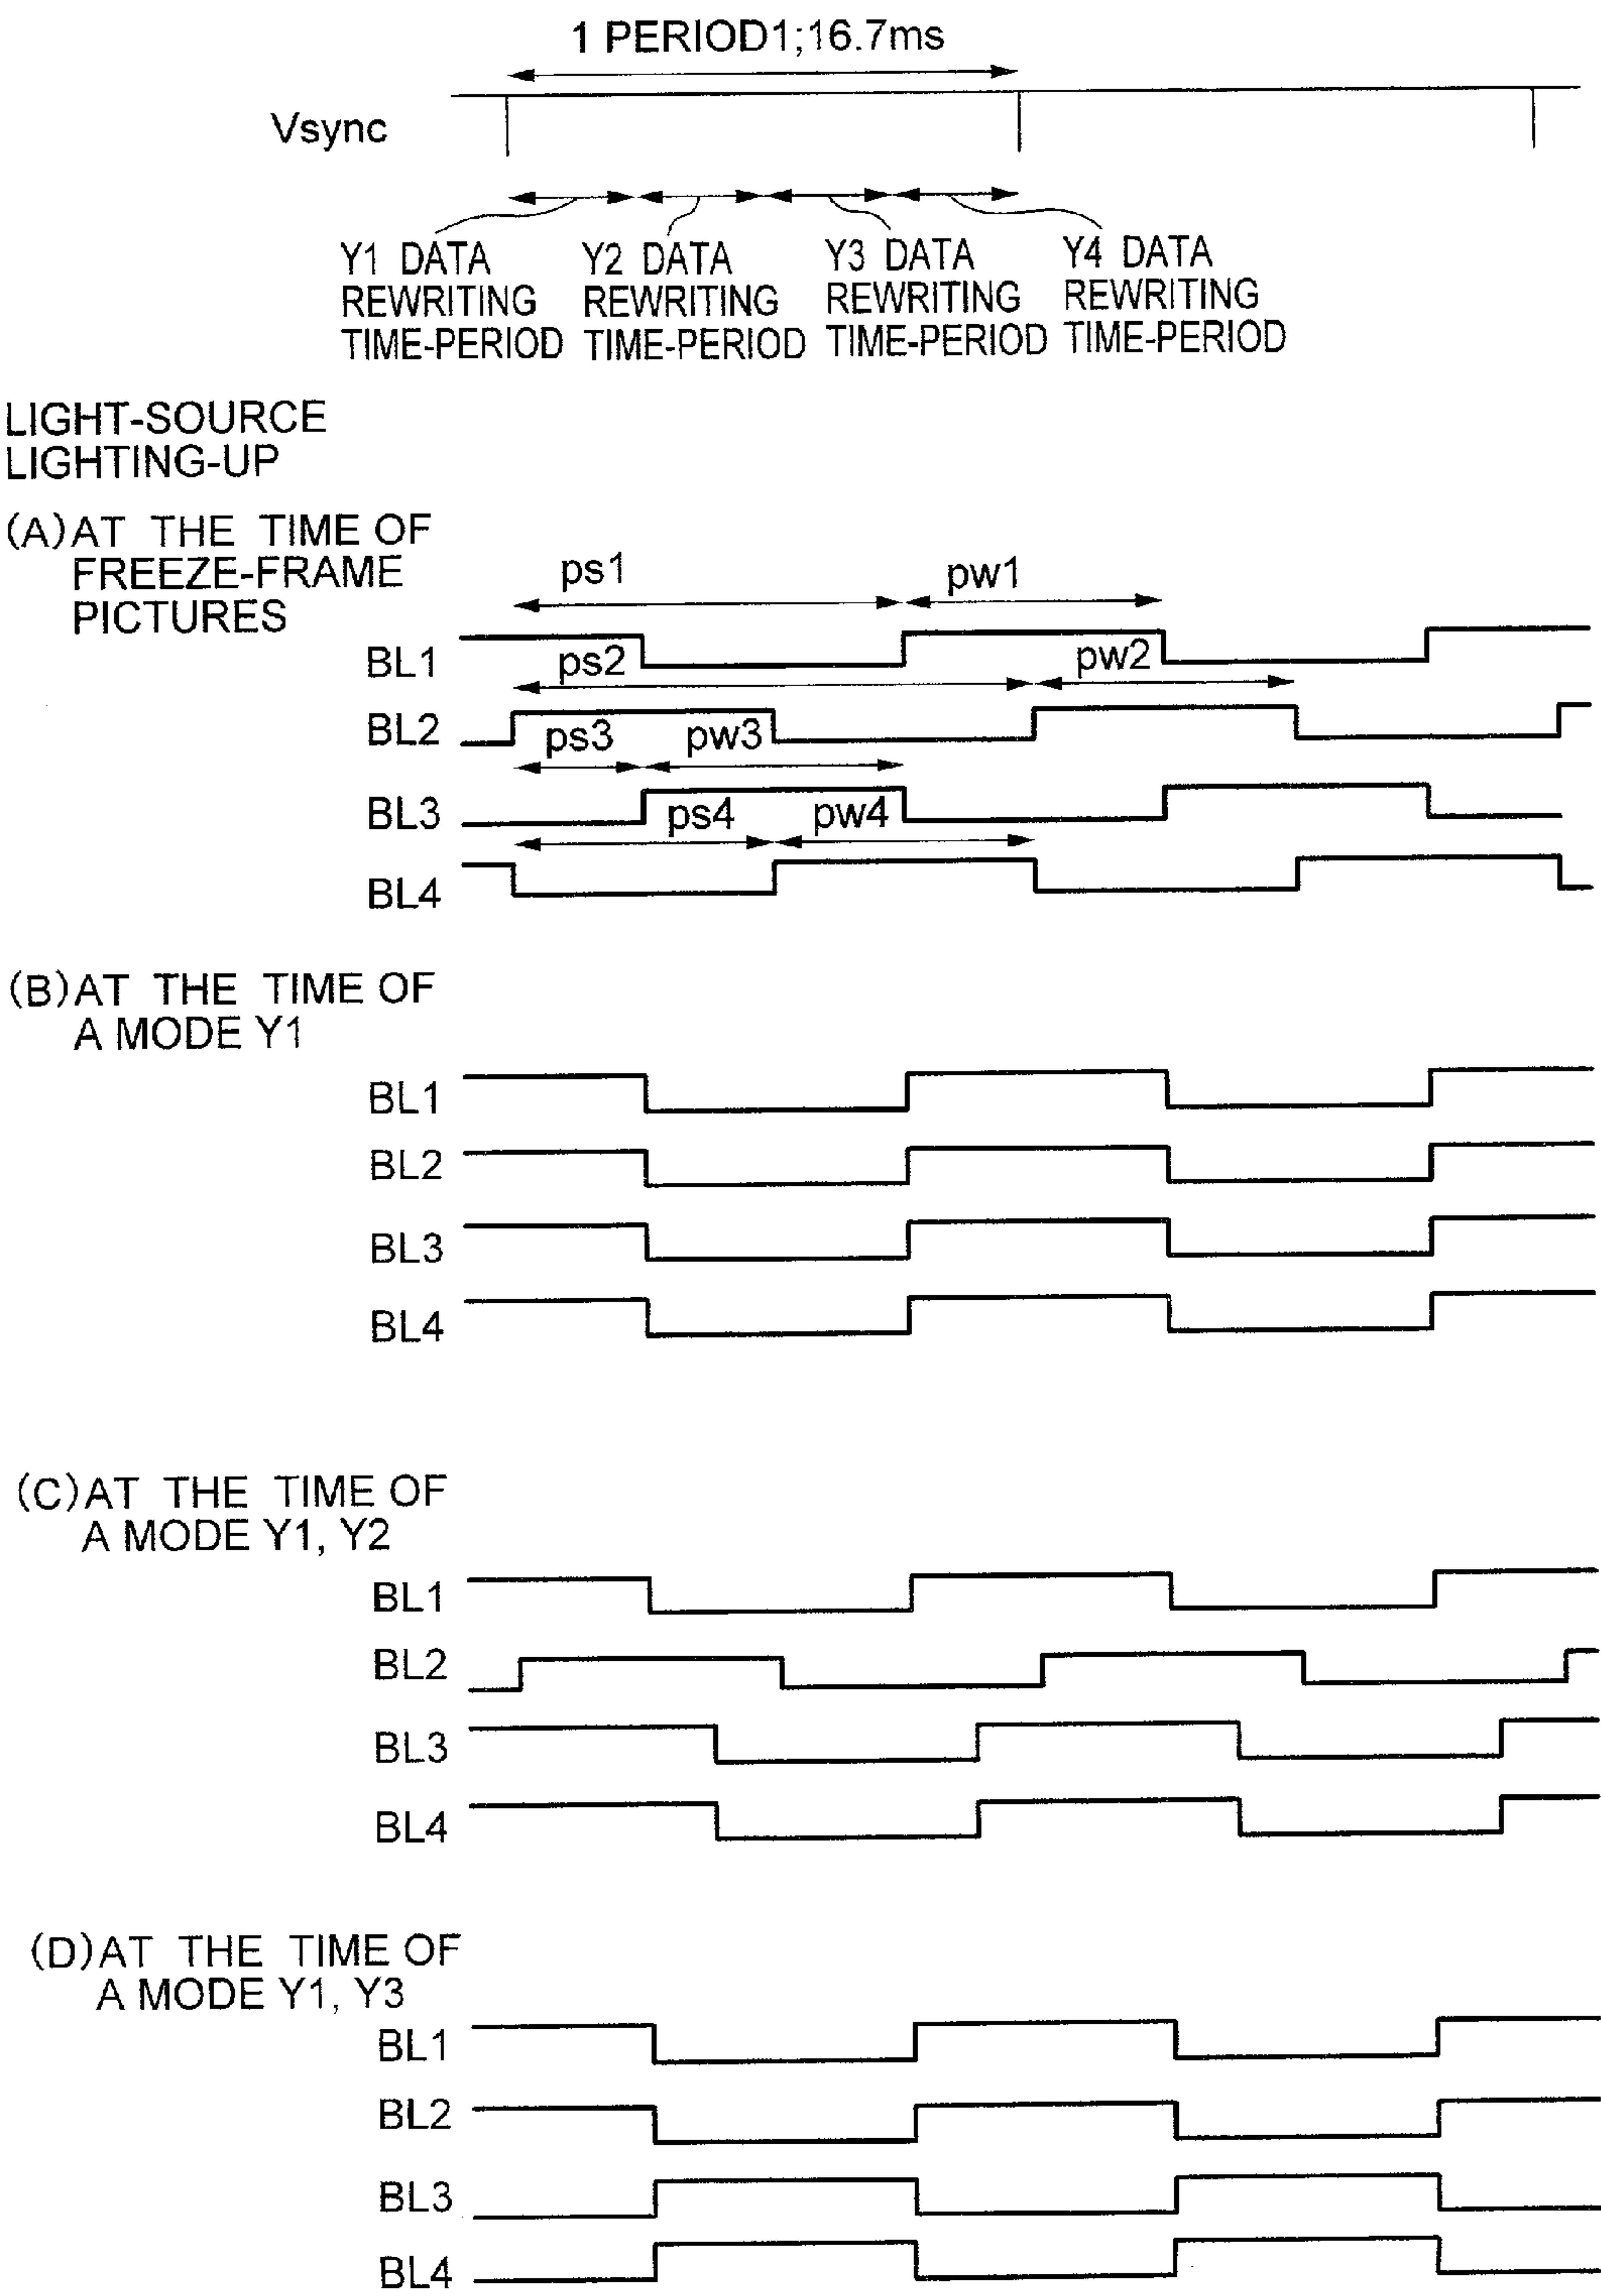 1 PERIOD1;16.7ms
Vsync
Y1 DATA REWRITING TIME-PERIOD
Y2 DATA REWRITING TIME-PERIOD
Y3 DATA REWRITING TIME-PERIOD
Y4 DATA REWRITING TIME-PERIOD
LIGHT-SOURCE
LIGHTING-UP
(A)AT THE TIME OF
FREEZE-FRAME
PICTURES
ps1 pw1
BL1
ps2 pw2
BL2
ps3 pw3
BL3
ps4 pw4
BL4
(B)AT THE TIME OF
A MODE Y1
BL1
BL2
BL3
BL4
(C)AT THE TIME OF
A MODE Y1, Y2
BL1
BL2
BL3
BL4
(D)AT THE TIME OF
A MODE Y1, Y3
BL1
BL2
BL3
BL4